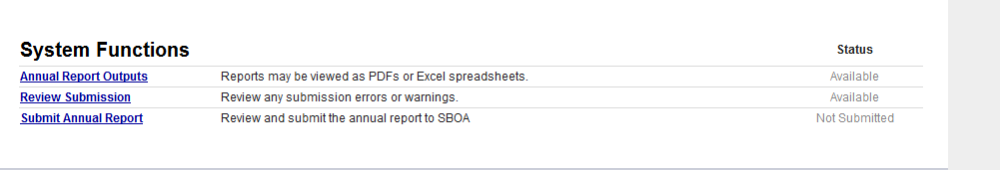 System Functions Status
Annual Report Outputs Reports may be viewed as PDFs or Excel spreadsheets. Available
Review Submission Review any submission errors or warnings. Available
Submit Annual Report Review and submit the annual report to SBOA Not Submitted